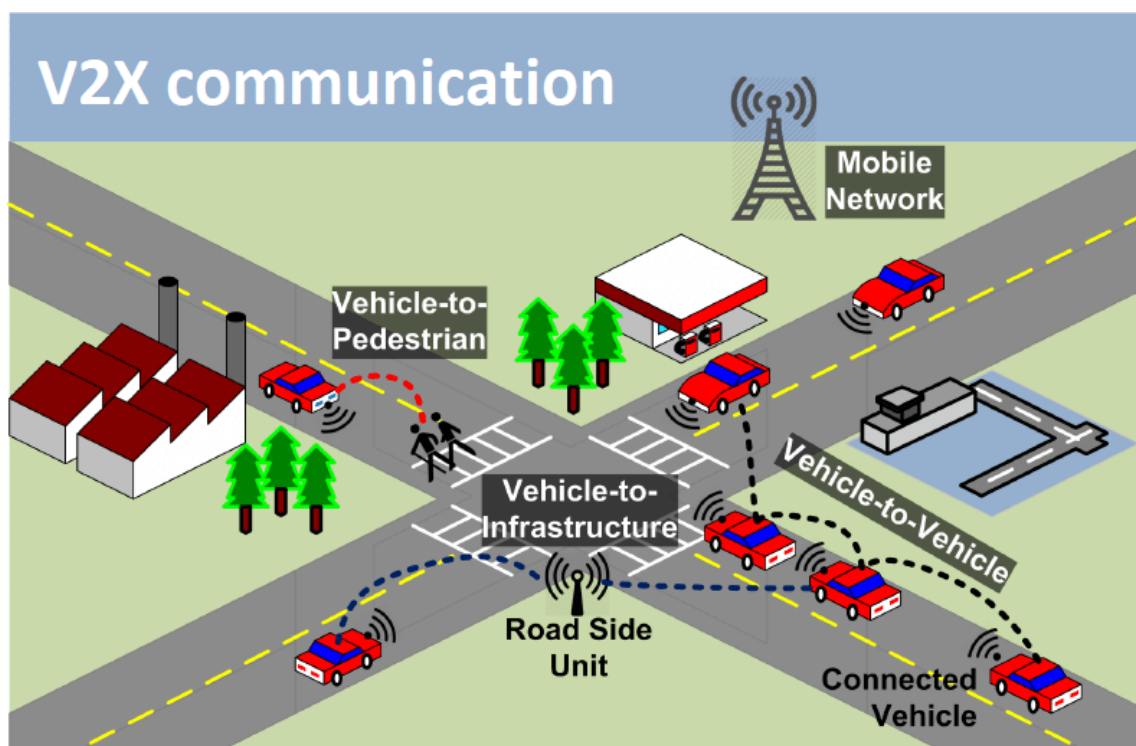 V2X communication
Mobile
Network
Vehicle-to-
Pedestrian
Vehicle-to-
Infrastructure
Vehicle-to-Vehicle
Road Side
Unit
Connected
Vehicle